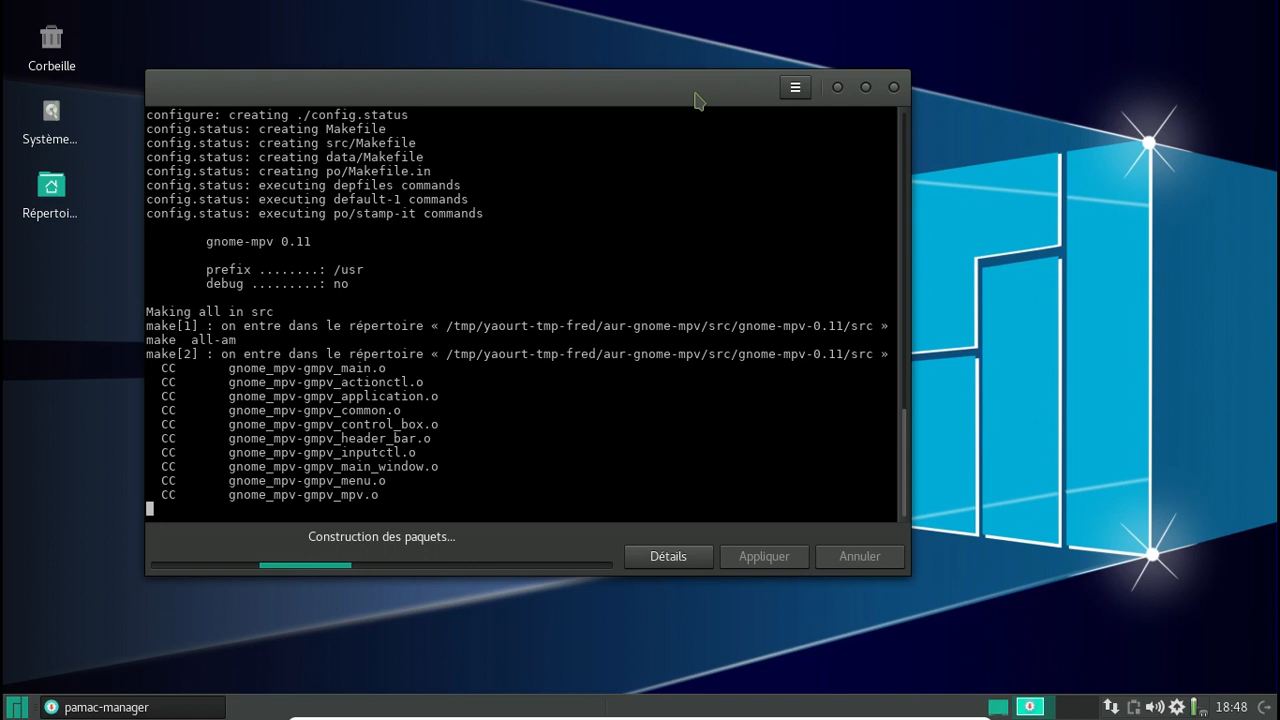 Corbeille
Système...
Répertoi...
configure: creating ./config.status
config.status: creating Makefile
config.status: creating src/Makefile
config.status: creating data/Makefile
config.status: creating po/Makefile.in
config.status: executing depfiles commands
config.status: executing default-1 commands
config.status: executing po/stamp-it commands
gnome-mpv 0.11
prefix ........: /usr
debug .........: no
Making all in src
make[1] : on entre dans le répertoire « /tmp/yaourt-tmp-fred/aur-gnome-mpv/src/gnome-mpv-0.11/src »
make  all-am
make[2] : on entre dans le répertoire « /tmp/yaourt-tmp-fred/aur-gnome-mpv/src/gnome-mpv-0.11/src »
CC       gnome_mpv-gmpv_main.o
CC       gnome_mpv-gmpv_actionctl.o
CC       gnome_mpv-gmpv_application.o
CC       gnome_mpv-gmpv_common.o
CC       gnome_mpv-gmpv_control_box.o
CC       gnome_mpv-gmpv_header_bar.o
CC       gnome_mpv-gmpv_inputctl.o
CC       gnome_mpv-gmpv_main_window.o
CC       gnome_mpv-gmpv_menu.o
CC       gnome_mpv-gmpv_mpv.o
Construction des paquets...
Détails
Appliquer
Annuler
pamac-manager
18:48